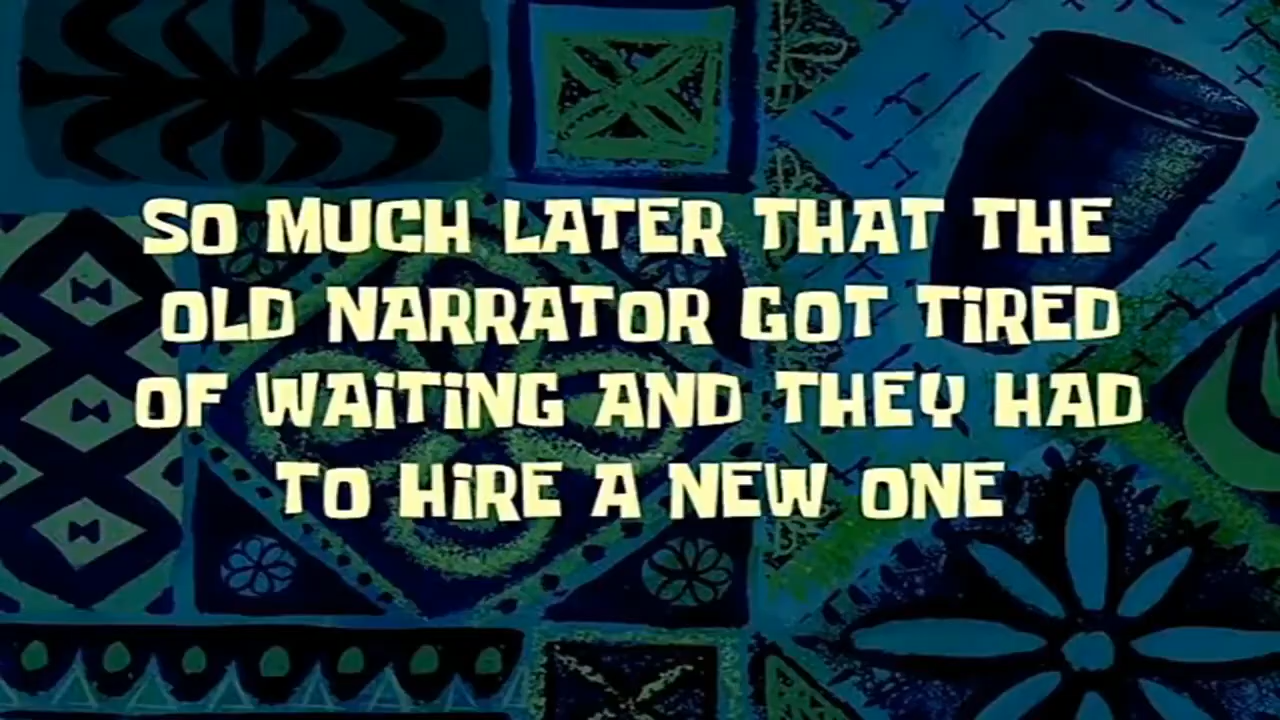 SO MUCH LATER THAT THE
OLD NARRATOR GOT TiRED
OF WAiTiNG AND THEY HAD
TO HiRE A NEW ONE